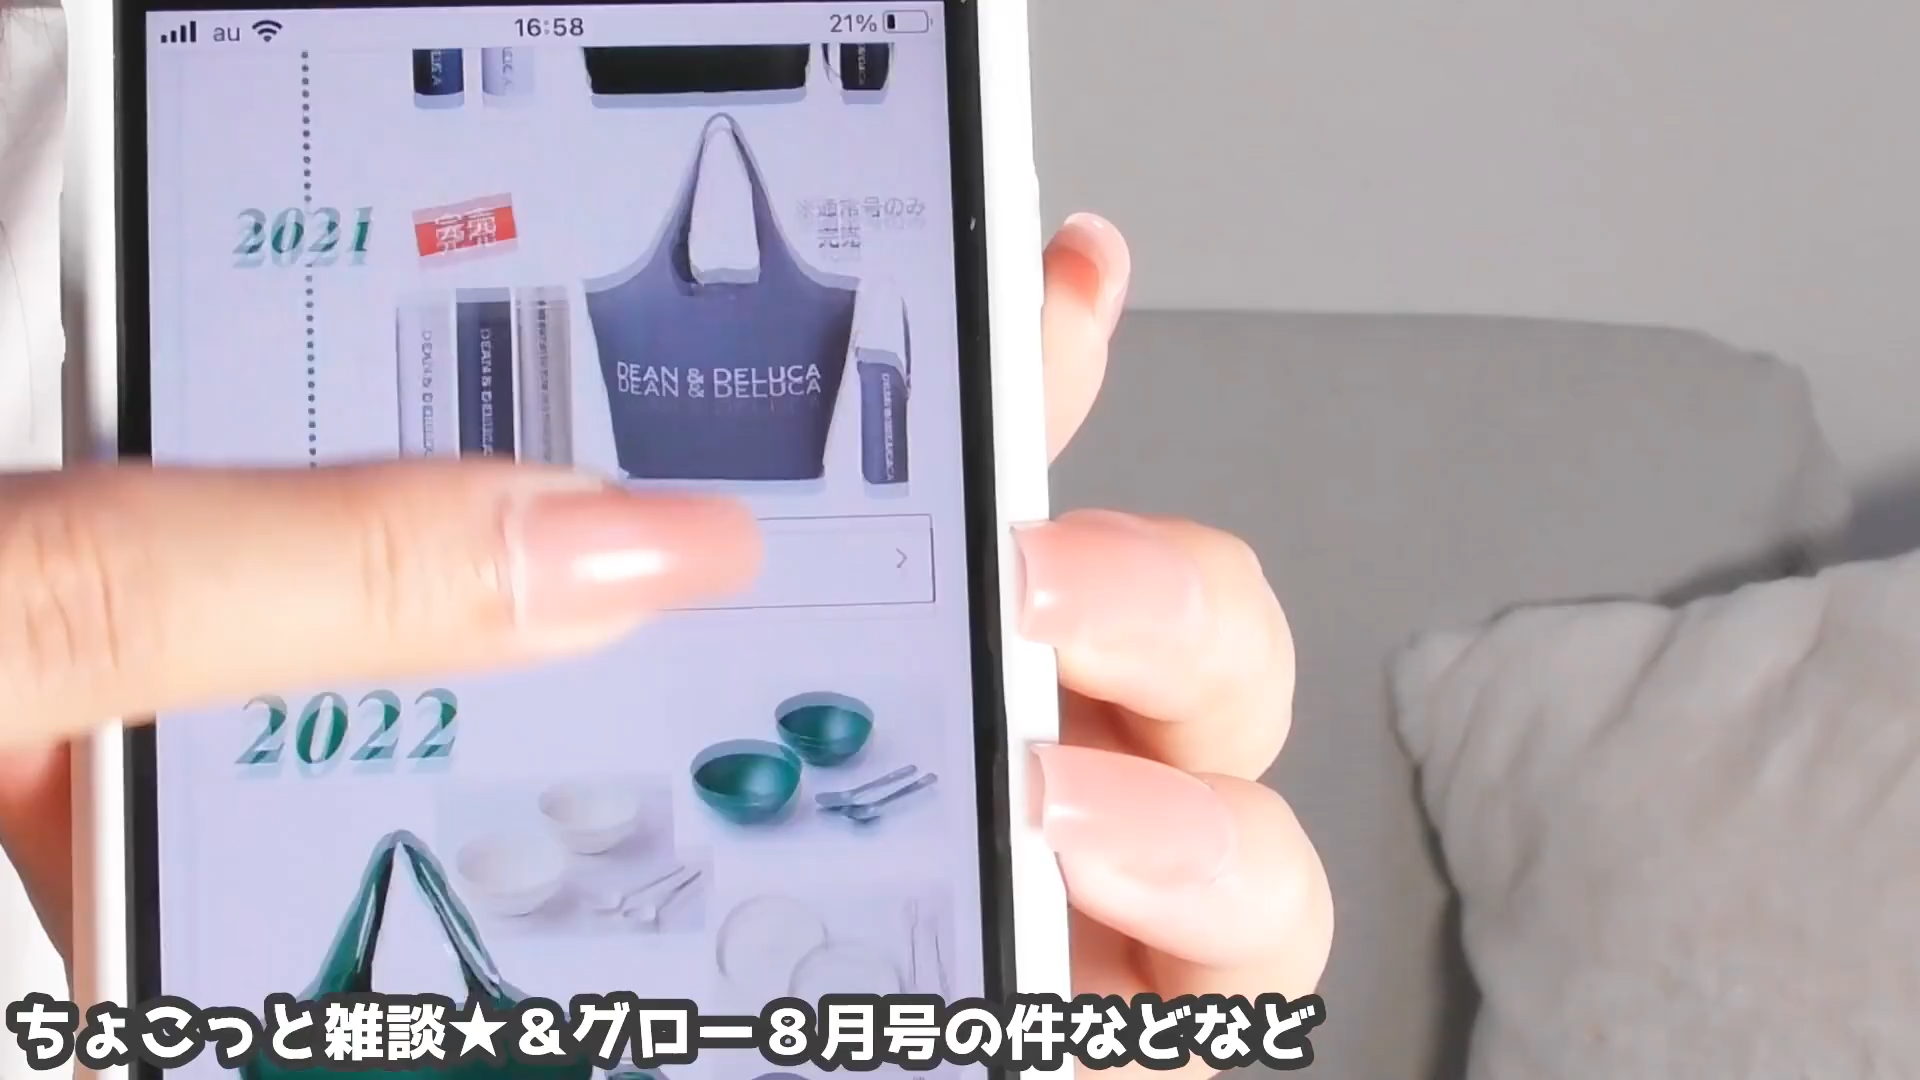 au 16:58 21%
2021
完売
※通常号のみ
完売
DEAN & DELUCA
DEAN & DELUCA
DEAN & DELUCA
2022
ちょこっと雑談★&グロー8月号の件などなど